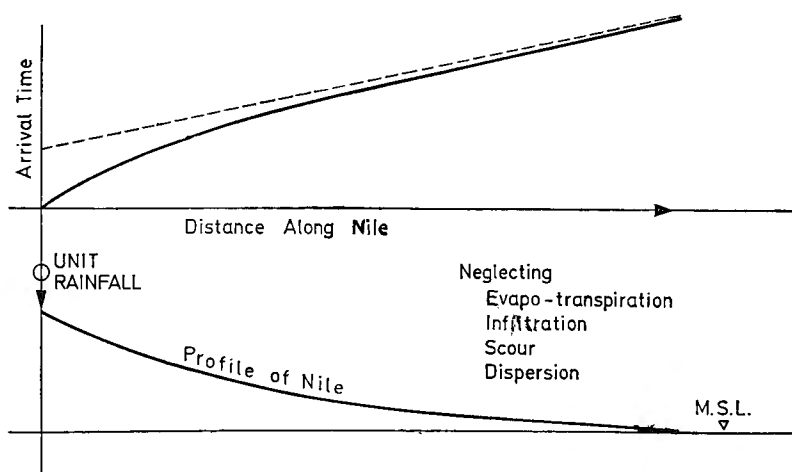 Arrival Time
Distance Along Nile
UNIT
RAINFALL
Neglecting
Evapo-transpiration
Infiltration
Scour
Dispersion
Profile of Nile
M.S.L.